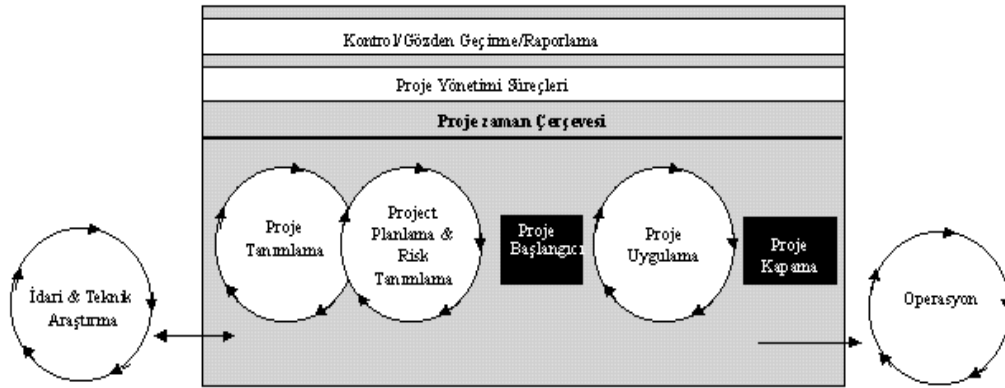 Kontrol/Gözden Geçirme/Raporlama
Proje Yönetimi Süreçleri
Proje zaman Çerçevesi
Proje
Tanımlama
Project
Planlama &
Risk
Tanımlama
Proje
Başlangıcı
Proje
Uygulama
Proje
Kapama
İdari & Teknik
Araştırma
Operasyon